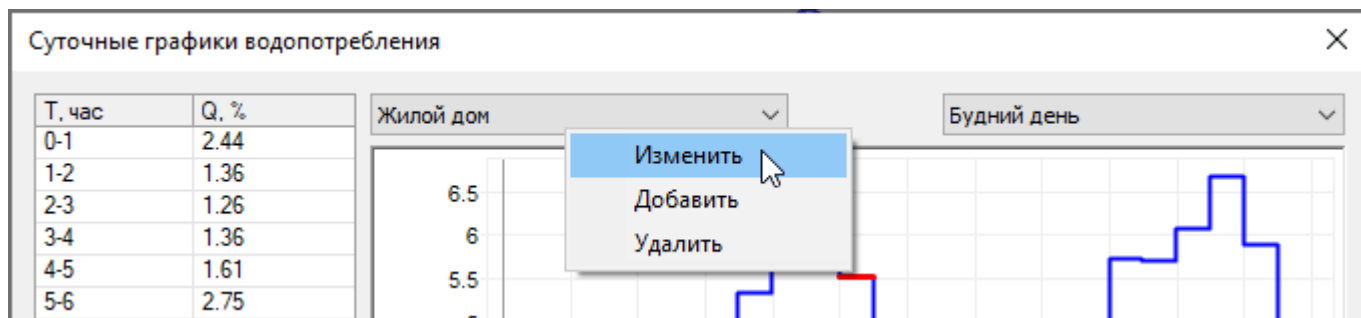 Суточные графики водопотребления
Т, час Q, %
Жилой дом
Будний день
0-1 2.44
1-2 1.36
2-3 1.26
3-4 1.36
4-5 1.61
5-6 2.75
Изменить
Добавить
Удалить
6.5
6
5.5